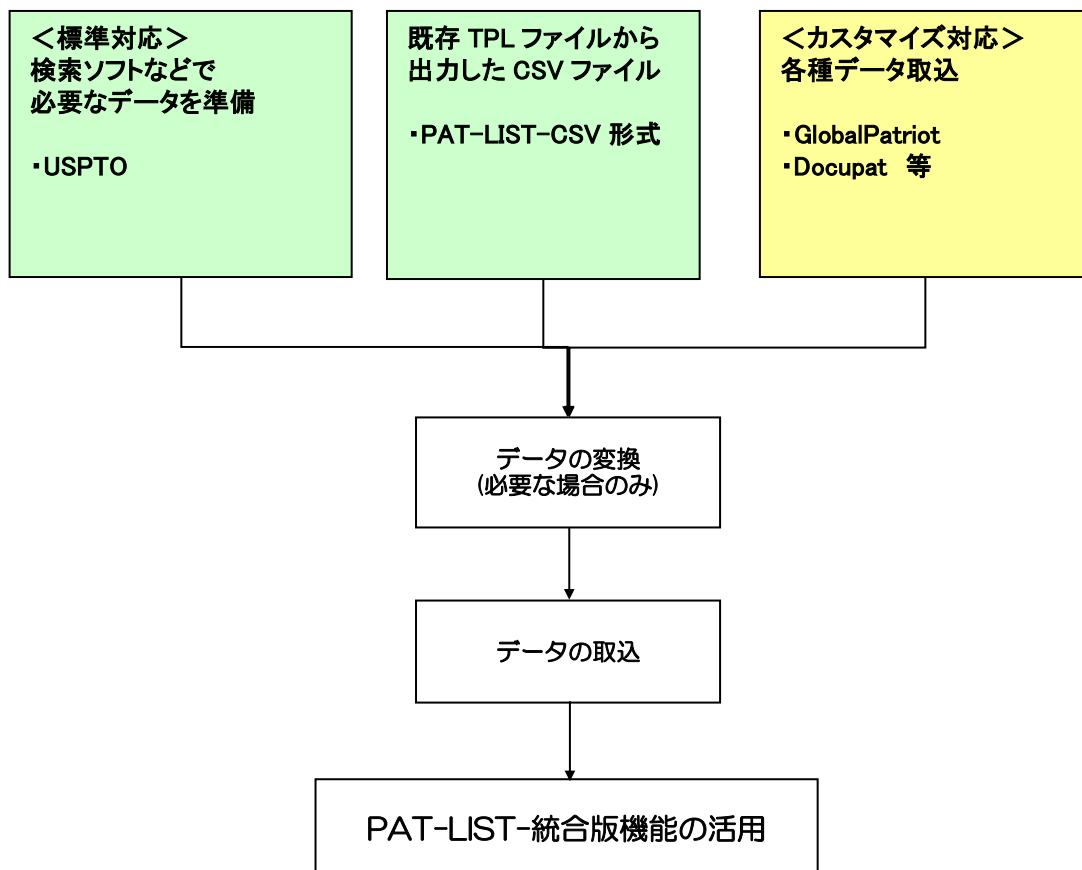 ＜標準対応＞
検索ソフトなどで
必要なデータを準備
・USPTO
既存 TPL ファイルから
出力した CSV ファイル
・PAT-LIST-CSV 形式
＜カスタマイズ対応＞
各種データ取込
・GlobalPatriot
・Docupat 等
データの変換
(必要な場合のみ)
データの取込
PAT-LIST-統合版機能の活用